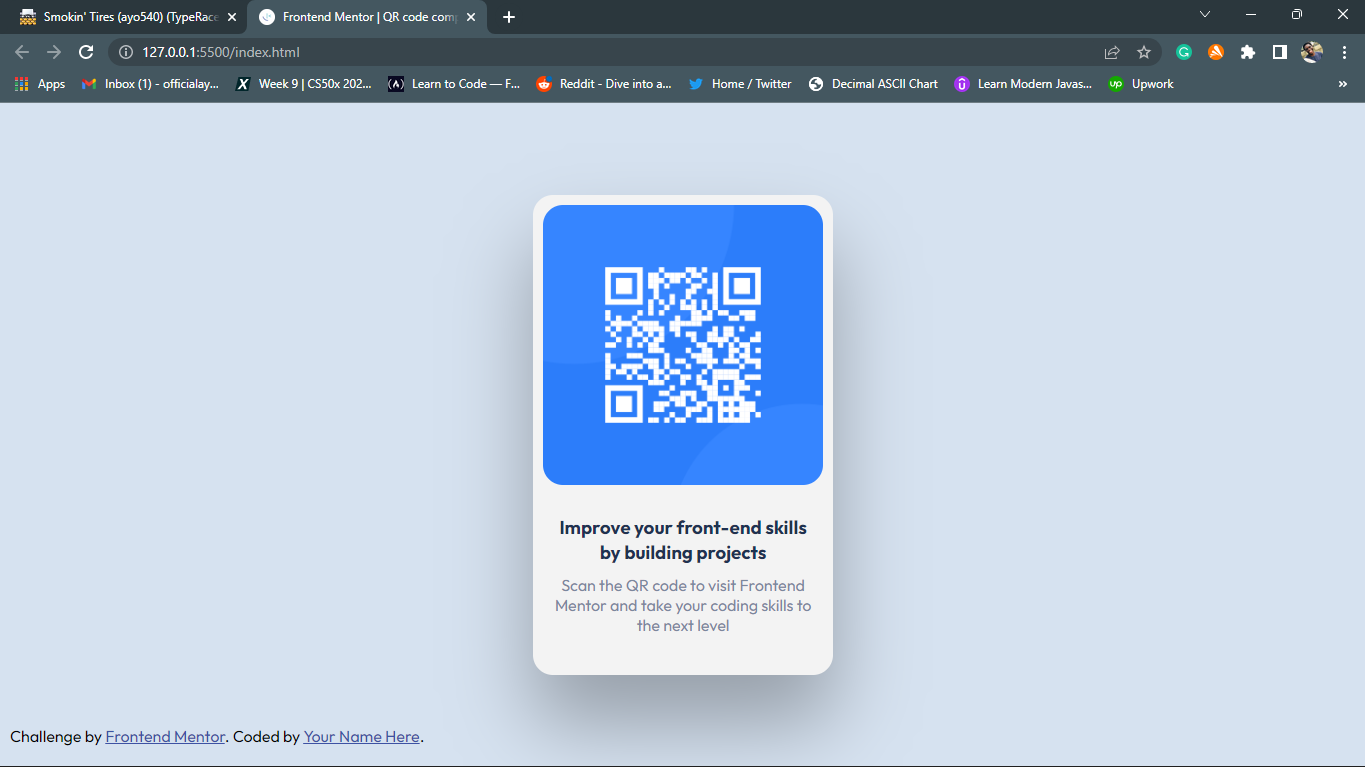 Smokin' Tires (ayo540) (TypeRace
Frontend Mentor | QR code com
127.0.0.1:5500/index.html
Apps
Inbox (1) - officialay...
Week 9 | CS50x 202...
Learn to Code — F...
Reddit - Dive into a...
Home / Twitter
Decimal ASCII Chart
Learn Modern Javas...
up
Upwork
»
Improve your front-end skills
by building projects
Scan the QR code to visit Frontend
Mentor and take your coding skills to
the next level
Challenge by Frontend Mentor. Coded by Your Name Here.